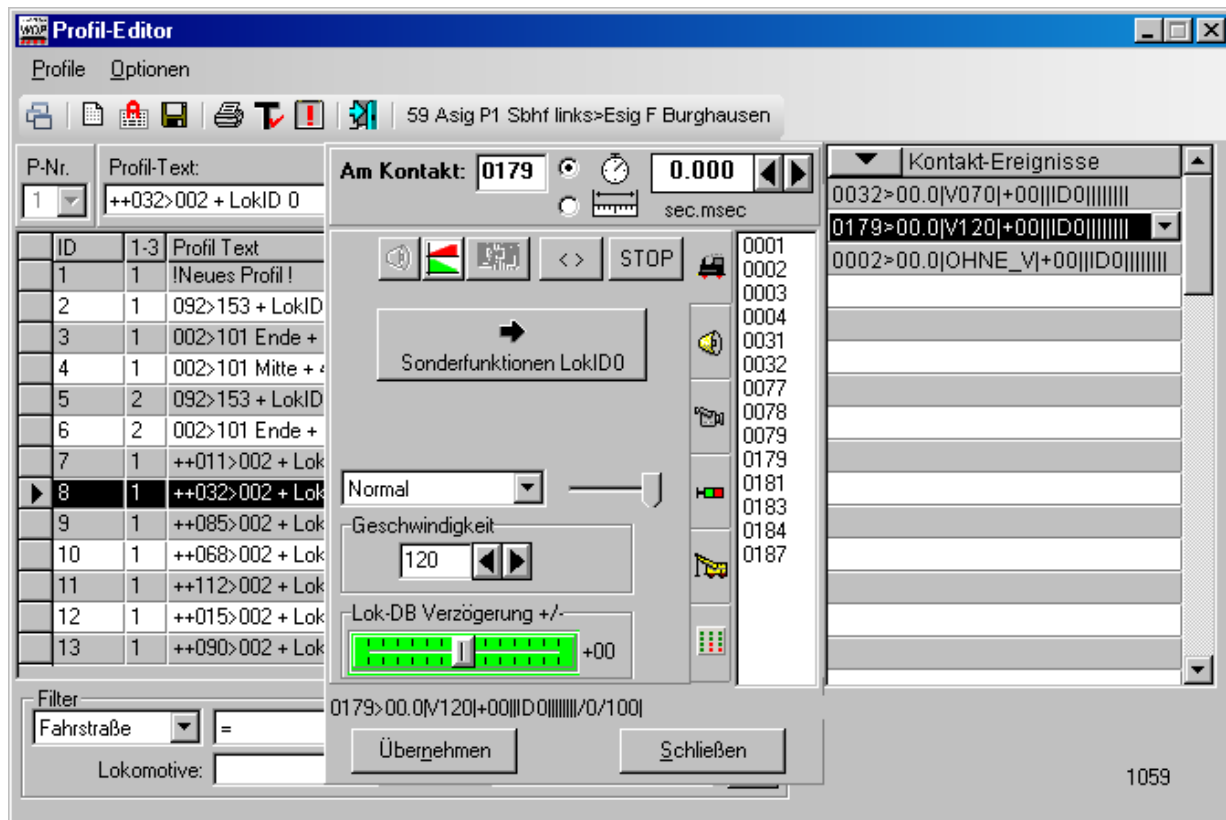 WDP Profil-Editor
Profile Optionen
59 Asig P1 Sbhf links>Esig F Burghausen
P-Nr. Profil-Text:
1 ++032>002 + LokID 0
ID 1-3 Profil Text
1 1 !Neues Profil !
2 1 092>153 + LokID
3 1 002>101 Ende +
4 1 002>101 Mitte + 4
5 2 092>153 + LokID
6 2 002>101 Ende +
7 1 ++011>002 + Lok
8 1 ++032>002 + Lok
9 1 ++085>002 + Lok
10 1 ++068>002 + Lok
11 1 ++112>002 + Lok
12 1 ++015>002 + Lok
13 1 ++090>002 + Lok
Filter
Fahrstraße =
Lokomotive:
Am Kontakt: 0179 0.000
sec.msec
< > STOP
Sonderfunktionen LokID0
Normal
Geschwindigkeit
120
Lok-DB Verzögerung +/-
+00
0001
0002
0003
0004
0031
0032
0077
0078
0079
0179
0181
0183
0184
0187
0179>00.0|V120|+00|||ID0|||||||/0/100|
Übernehmen Schließen
Kontakt-Ereignisse
0032>00.0|V070|+00|||ID0||||||||
0179>00.0|V120|+00|||ID0||||||||
0002>00.0|OHNE_V|+00|||ID0||||||||
1059